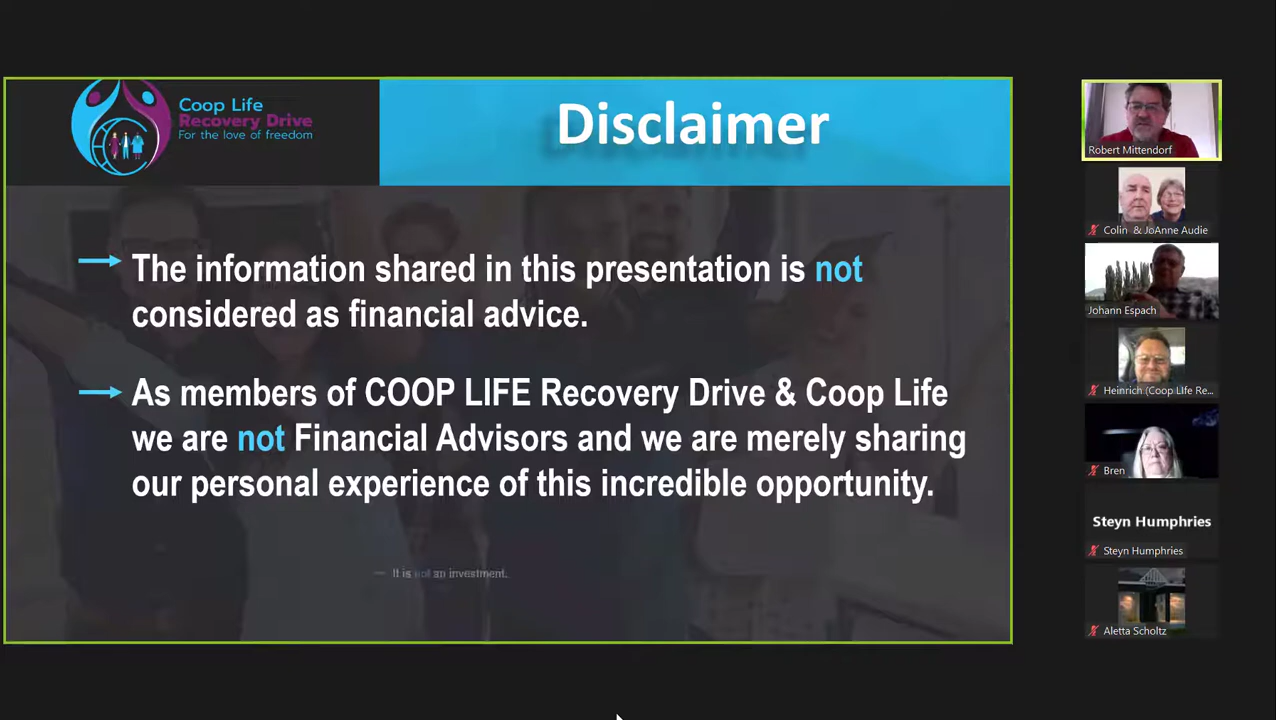 Coop Life
Recovery Drive
For the love of freedom
Disclaimer
The information shared in this presentation is not
considered as financial advice.
As members of COOP LIFE Recovery Drive & Coop Life
we are not Financial Advisors and we are merely sharing
our personal experience of this incredible opportunity.
It is not an investment.
Robert Mittendorf
Colin & JoAnne Audie
Johann Espach
Heinrich (Coop LIfe Re...
Bren
Steyn Humphries
Steyn Humphries
Aletta Scholtz